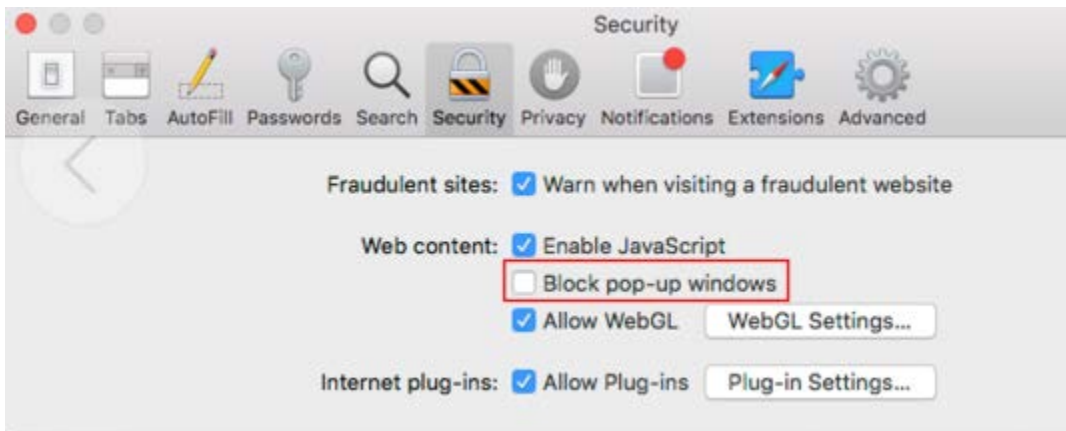 Security
General Tabs AutoFill Passwords Search Security Privacy Notifications Extensions Advanced
Fraudulent sites: Warn when visiting a fraudulent website
Web content: Enable JavaScript
Block pop-up windows
Allow WebGL WebGL Settings...
Internet plug-ins: Allow Plug-ins Plug-in Settings...